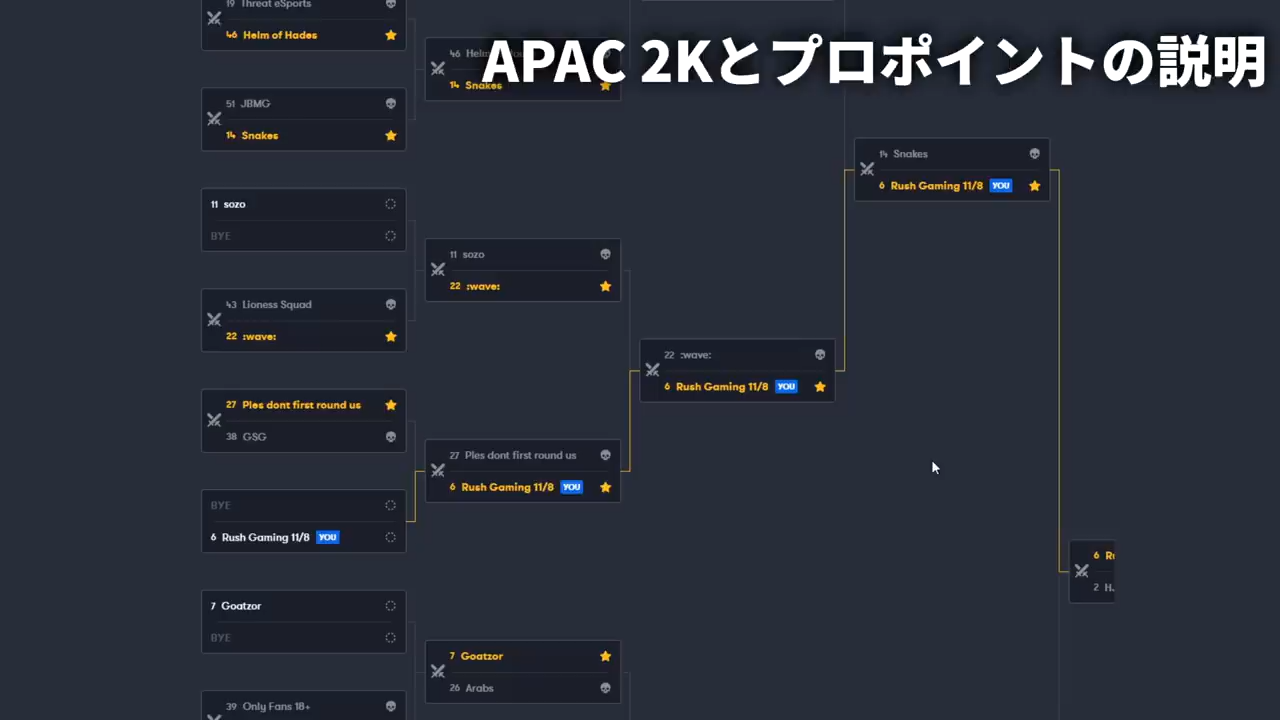 APAC 2Kとプロポイントの説明
19 Threat eSports
46 Helm of Hades
51 JBMG
14 Snakes
11 sozo
BYE
43 Lioness Squad
22 :wave:
27 Ples dont first round us
38 GSG
BYE
6 Rush Gaming 11/8 YOU
7 Goatzor
BYE
39 Only Fans 18+
46
14 Snakes
11 sozo
22 :wave:
27 Ples dont first round us
6 Rush Gaming 11/8 YOU
7 Goatzor
26 Arabs
22 :wave:
6 Rush Gaming 11/8 YOU
14 Snakes
6 Rush Gaming 11/8 YOU
6
2 H.